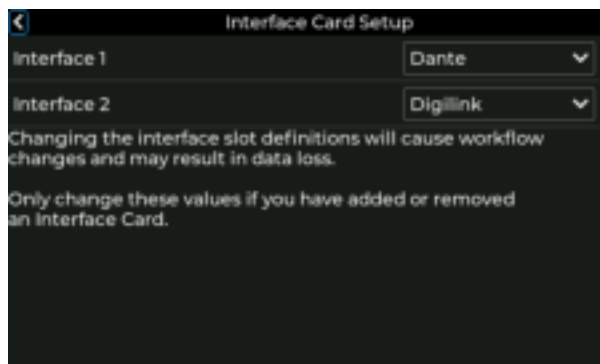 Interface Card Setup
Interface 1 Dante
Interface 2 Digilink
Changing the interface slot definitions will cause workflow
changes and may result in data loss.
Only change these values if you have added or removed
an Interface Card.